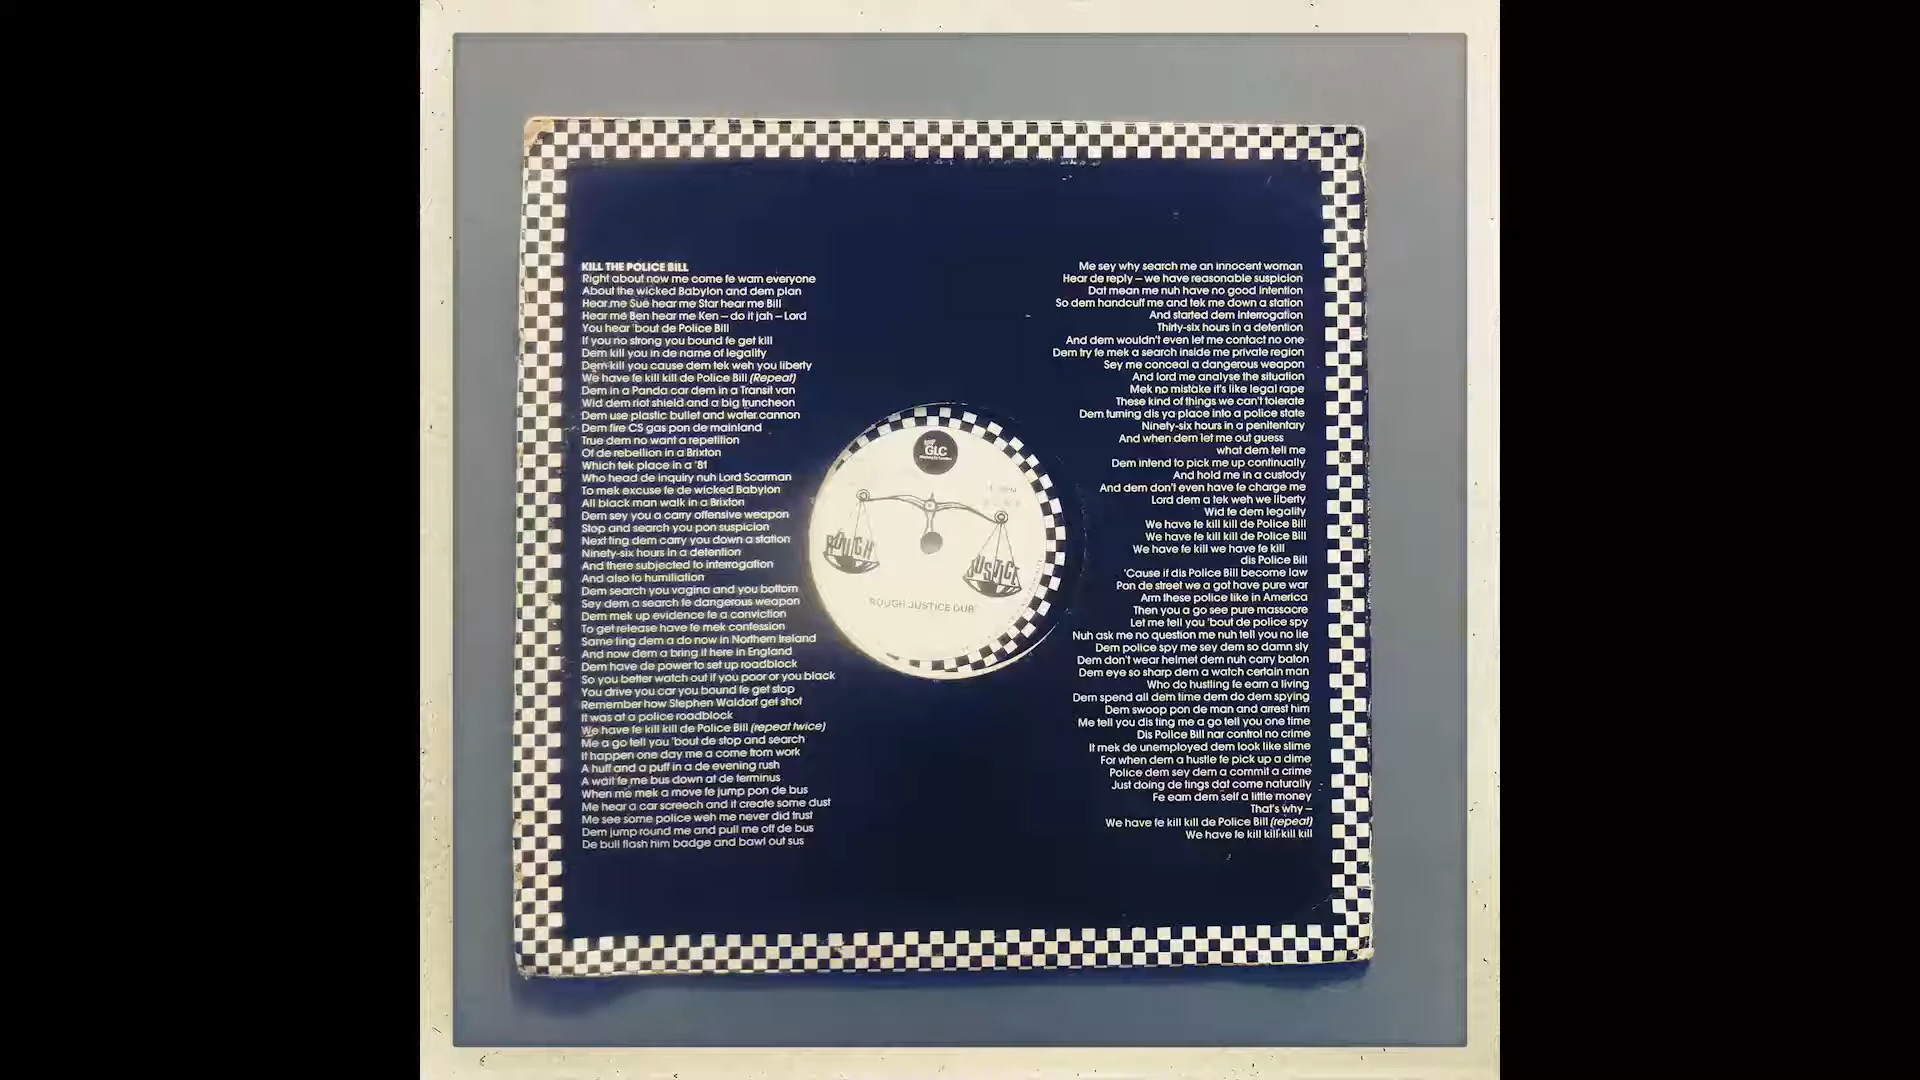 KILL THE POLICE BILL
Right about now me come fe warn everyone
About the wicked Babylon and dem plan
Hear me Sue hear me Star hear me Bill
Hear me Ben hear me Ken – do it jah – Lord
You hear 'bout de Police Bill
If you no strong you bound fe get kill
Dem kill you in de name of legality
Dem kill you cause dem tek weh you liberty
We have fe kill kill de Police Bill (Repeat)
Dem in a Panda car dem in a Transit van
Wid dem riot shield and a big truncheon
Dem use plastic bullet and water cannon
Dem fire CS gas pon de mainland
True dem no want a repetition
Of de rebellion in a Brixton
Which tek place in a '81
Who head de inquiry nuh Lord Scarman
To mek excuse fe de wicked Babylon
All black man walk in a Brixton
Dem sey you a carry offensive weapon
Stop and search you pon suspicion
Next ting dem carry you down a station
Ninety-six hours in a detention
And there subjected to interrogation
And also to humiliation
Dem search you vagina and you bottom
Sey dem a search fe dangerous weapon
Dem mek up evidence fe a conviction
To get release have fe mek confession
Same ting dem a do now in Northern Ireland
And now dem a bring it here in England
Dem have de power to set up roadblock
So you better watch out if you poor or you black
You drive you car you bound fe get stop
Remember how Stephen Waldorf get shot
It was at a police roadblock
We have fe kill kill de Police Bill (repeat twice)
Me a go tell you 'bout de stop and search
It happen one day me a come from work
A huff and a puff in a de evening rush
A wait fe me bus down at de terminus
When me mek a move fe jump pon de bus
Me hear a car screech and it create some dust
Me see some police weh me never did trust
Dem jump round me and pull me off de bus
De bull flash him badge and bawl out sus
GLC
ROUGH
JUSTICE
ROUGH JUSTICE DUB
Me sey why search me an innocent woman
Hear de reply – we have reasonable suspicion
Dat mean me nuh have no good intention
So dem handcuff me and tek me down a station
And started dem interrogation
Thirty-six hours in a detention
And dem wouldn't even let me contact no one
Dem try fe mek a search inside me private region
Sey me conceal a dangerous weapon
And lord me analyse the situation
Mek no mistake it's like legal rape
These kind of things we can't tolerate
Dem turning dis ya place into a police state
Ninety-six hours in a penitentary
And when dem let me out guess
what dem tell me
Dem intend to pick me up continually
And hold me in a custody
And dem don't even have fe charge me
Lord dem a tek weh we liberty
Wid fe dem legality
We have fe kill kill de Police Bill
We have fe kill kill de Police Bill
We have fe kill we have fe kill
dis Police Bill
'Cause if dis Police Bill become law
Pon de street we a got have pure war
Arm these police like in America
Then you a go see pure massacre
Let me tell you 'bout de police spy
Nuh ask me no question me nuh tell you no lie
Dem police spy me sey dem so damn sly
Dem don't wear helmet dem nuh carry baton
Dem eye so sharp dem a watch certain man
Who do hustling fe earn a living
Dem spend all dem time dem do dem spying
Dem swoop pon de man and arrest him
Me tell you dis ting me a go tell you one time
Dis Police Bill nar control no crime
It mek de unemployed dem look like slime
For when dem a hustle fe pick up a dime
Police dem sey dem a commit a crime
Just doing de tings dat come naturally
Fe earn dem self a little money
That's why –
We have fe kill kill de Police Bill (repeat)
We have fe kill kill kill kill